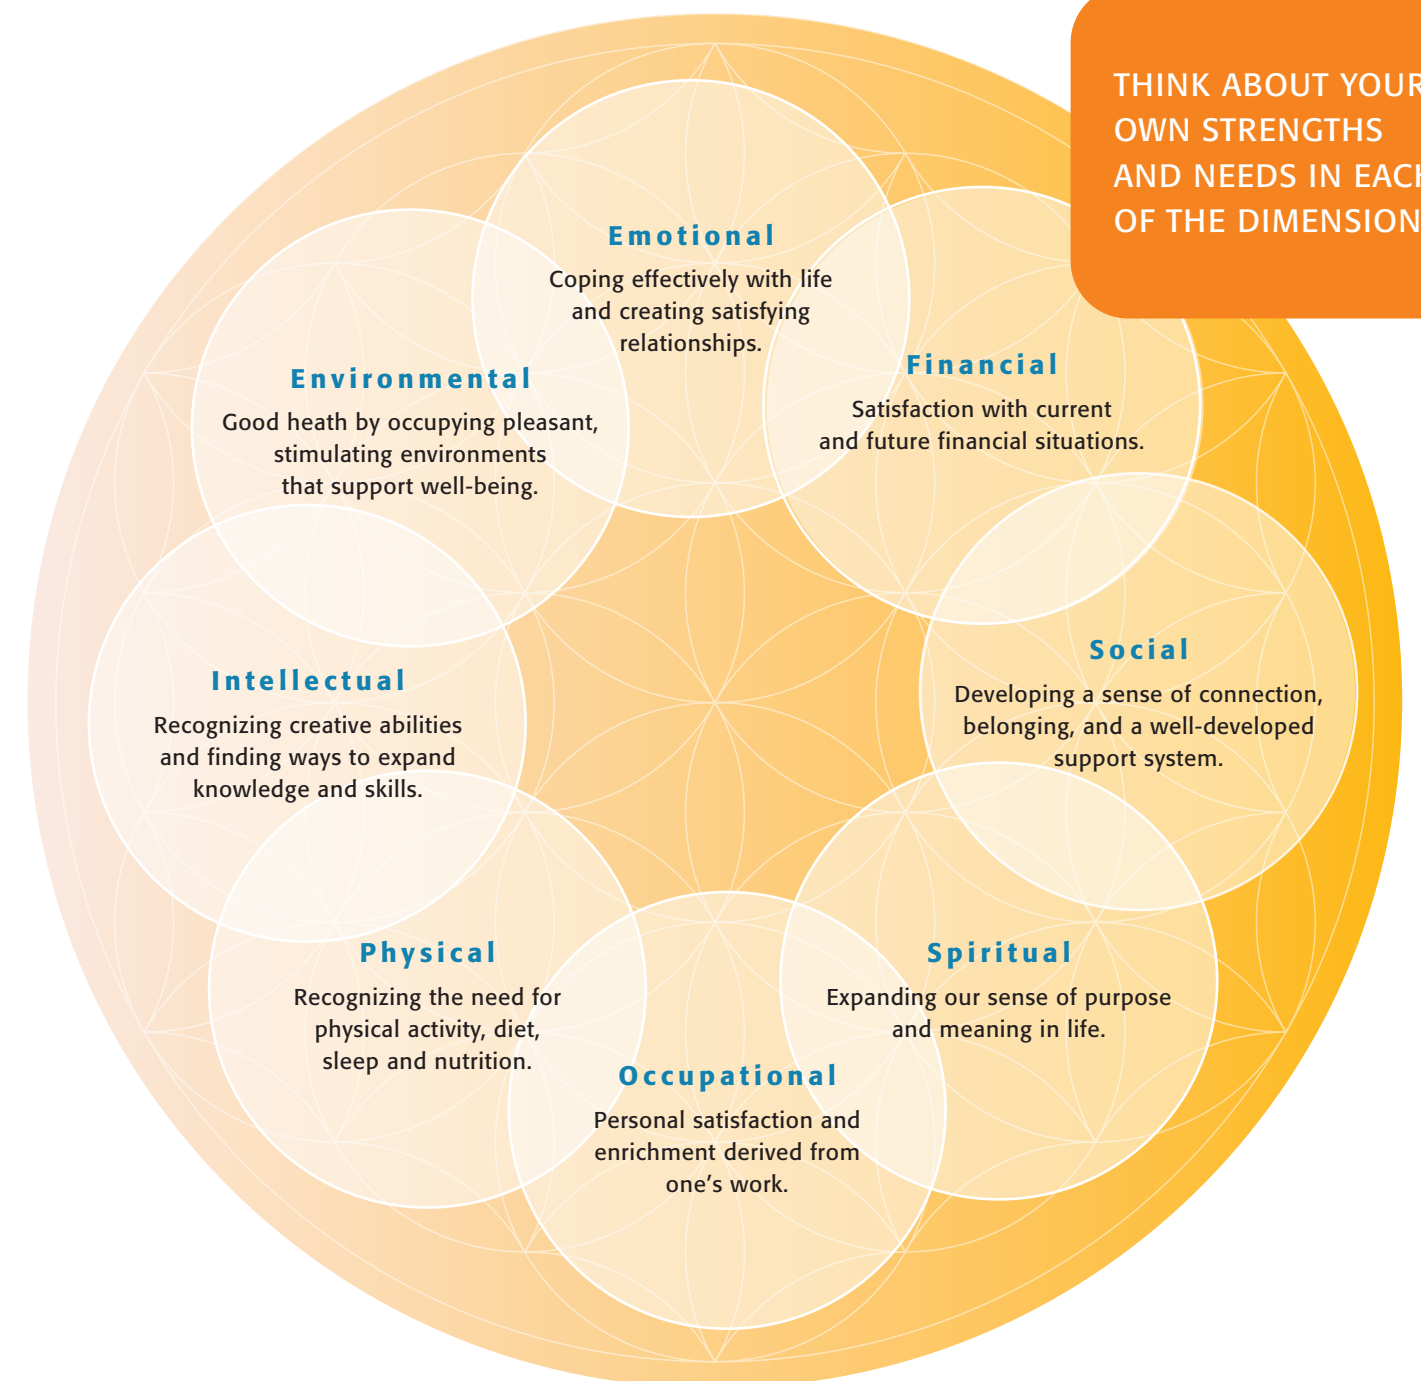 THINK ABOUT YOUR
OWN STRENGTHS
AND NEEDS IN EACH
OF THE DIMENSION
Emotional
Coping effectively with life
and creating satisfying
relationships.
Financial
Satisfaction with current
and future financial situations.
Social
Developing a sense of connection,
belonging, and a well-developed
support system.
Spiritual
Expanding our sense of purpose
and meaning in life.
Occupational
Personal satisfaction and
enrichment derived from
one’s work.
Physical
Recognizing the need for
physical activity, diet,
sleep and nutrition.
Intellectual
Recognizing creative abilities
and finding ways to expand
knowledge and skills.
Environmental
Good heath by occupying pleasant,
stimulating environments
that support well-being.